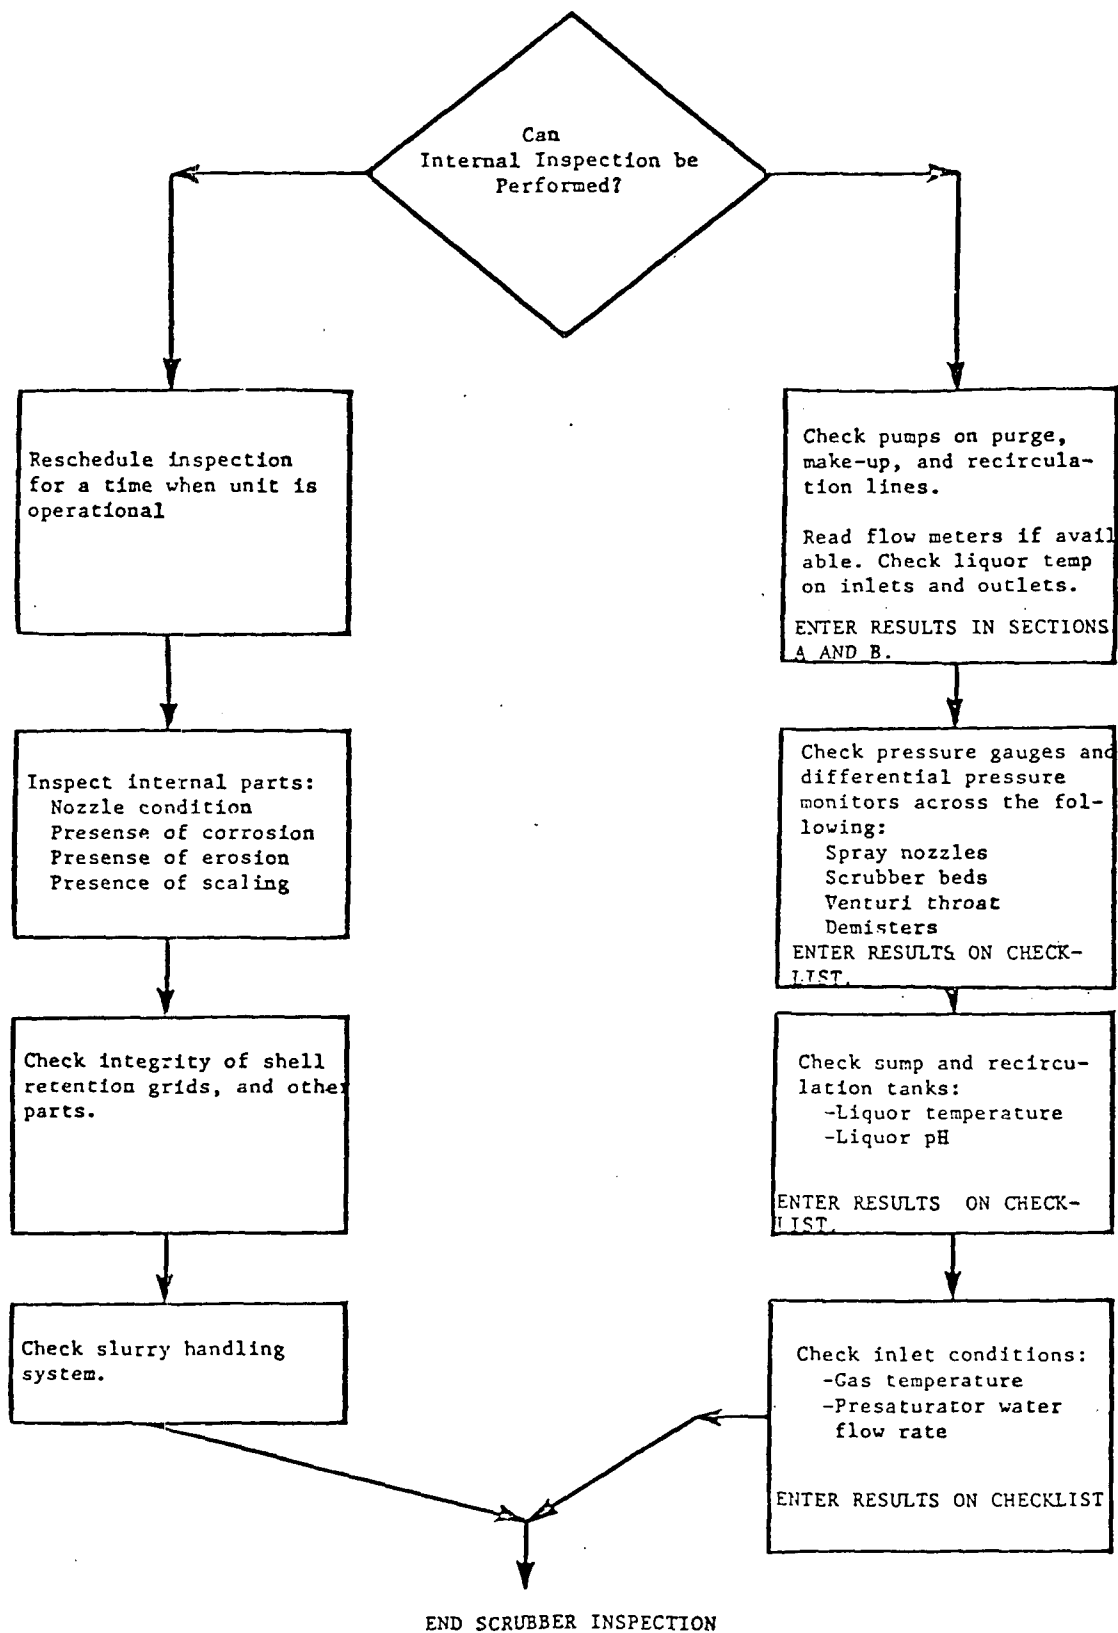 Can
Internal Inspection be
Performed?
Reschedule inspection
for a time when unit is
operational
Inspect internal parts:
Nozzle condition
Presense of corrosion
Presense of erosion
Presence of scaling
Check integrity of shell
retention grids, and other
parts.
Check slurry handling
system.
Check pumps on purge,
make-up, and recircula-
tion lines.
Read flow meters if avail
able. Check liquor temp
on inlets and outlets.
ENTER RESULTS IN SECTIONS
A AND B.
Check pressure gauges and
differential pressure
monitors across the fol-
lowing:
Spray nozzles
Scrubber beds
Venturi throat
Demisters
ENTER RESULTS ON CHECK-
LIST.
Check sump and recircu-
lation tanks:
-Liquor temperature
-Liquor pH
ENTER RESULTS ON CHECK-
LIST.
Check inlet conditions:
-Gas temperature
-Presaturator water
flow rate
ENTER RESULTS ON CHECKLIST
END SCRUBBER INSPECTION